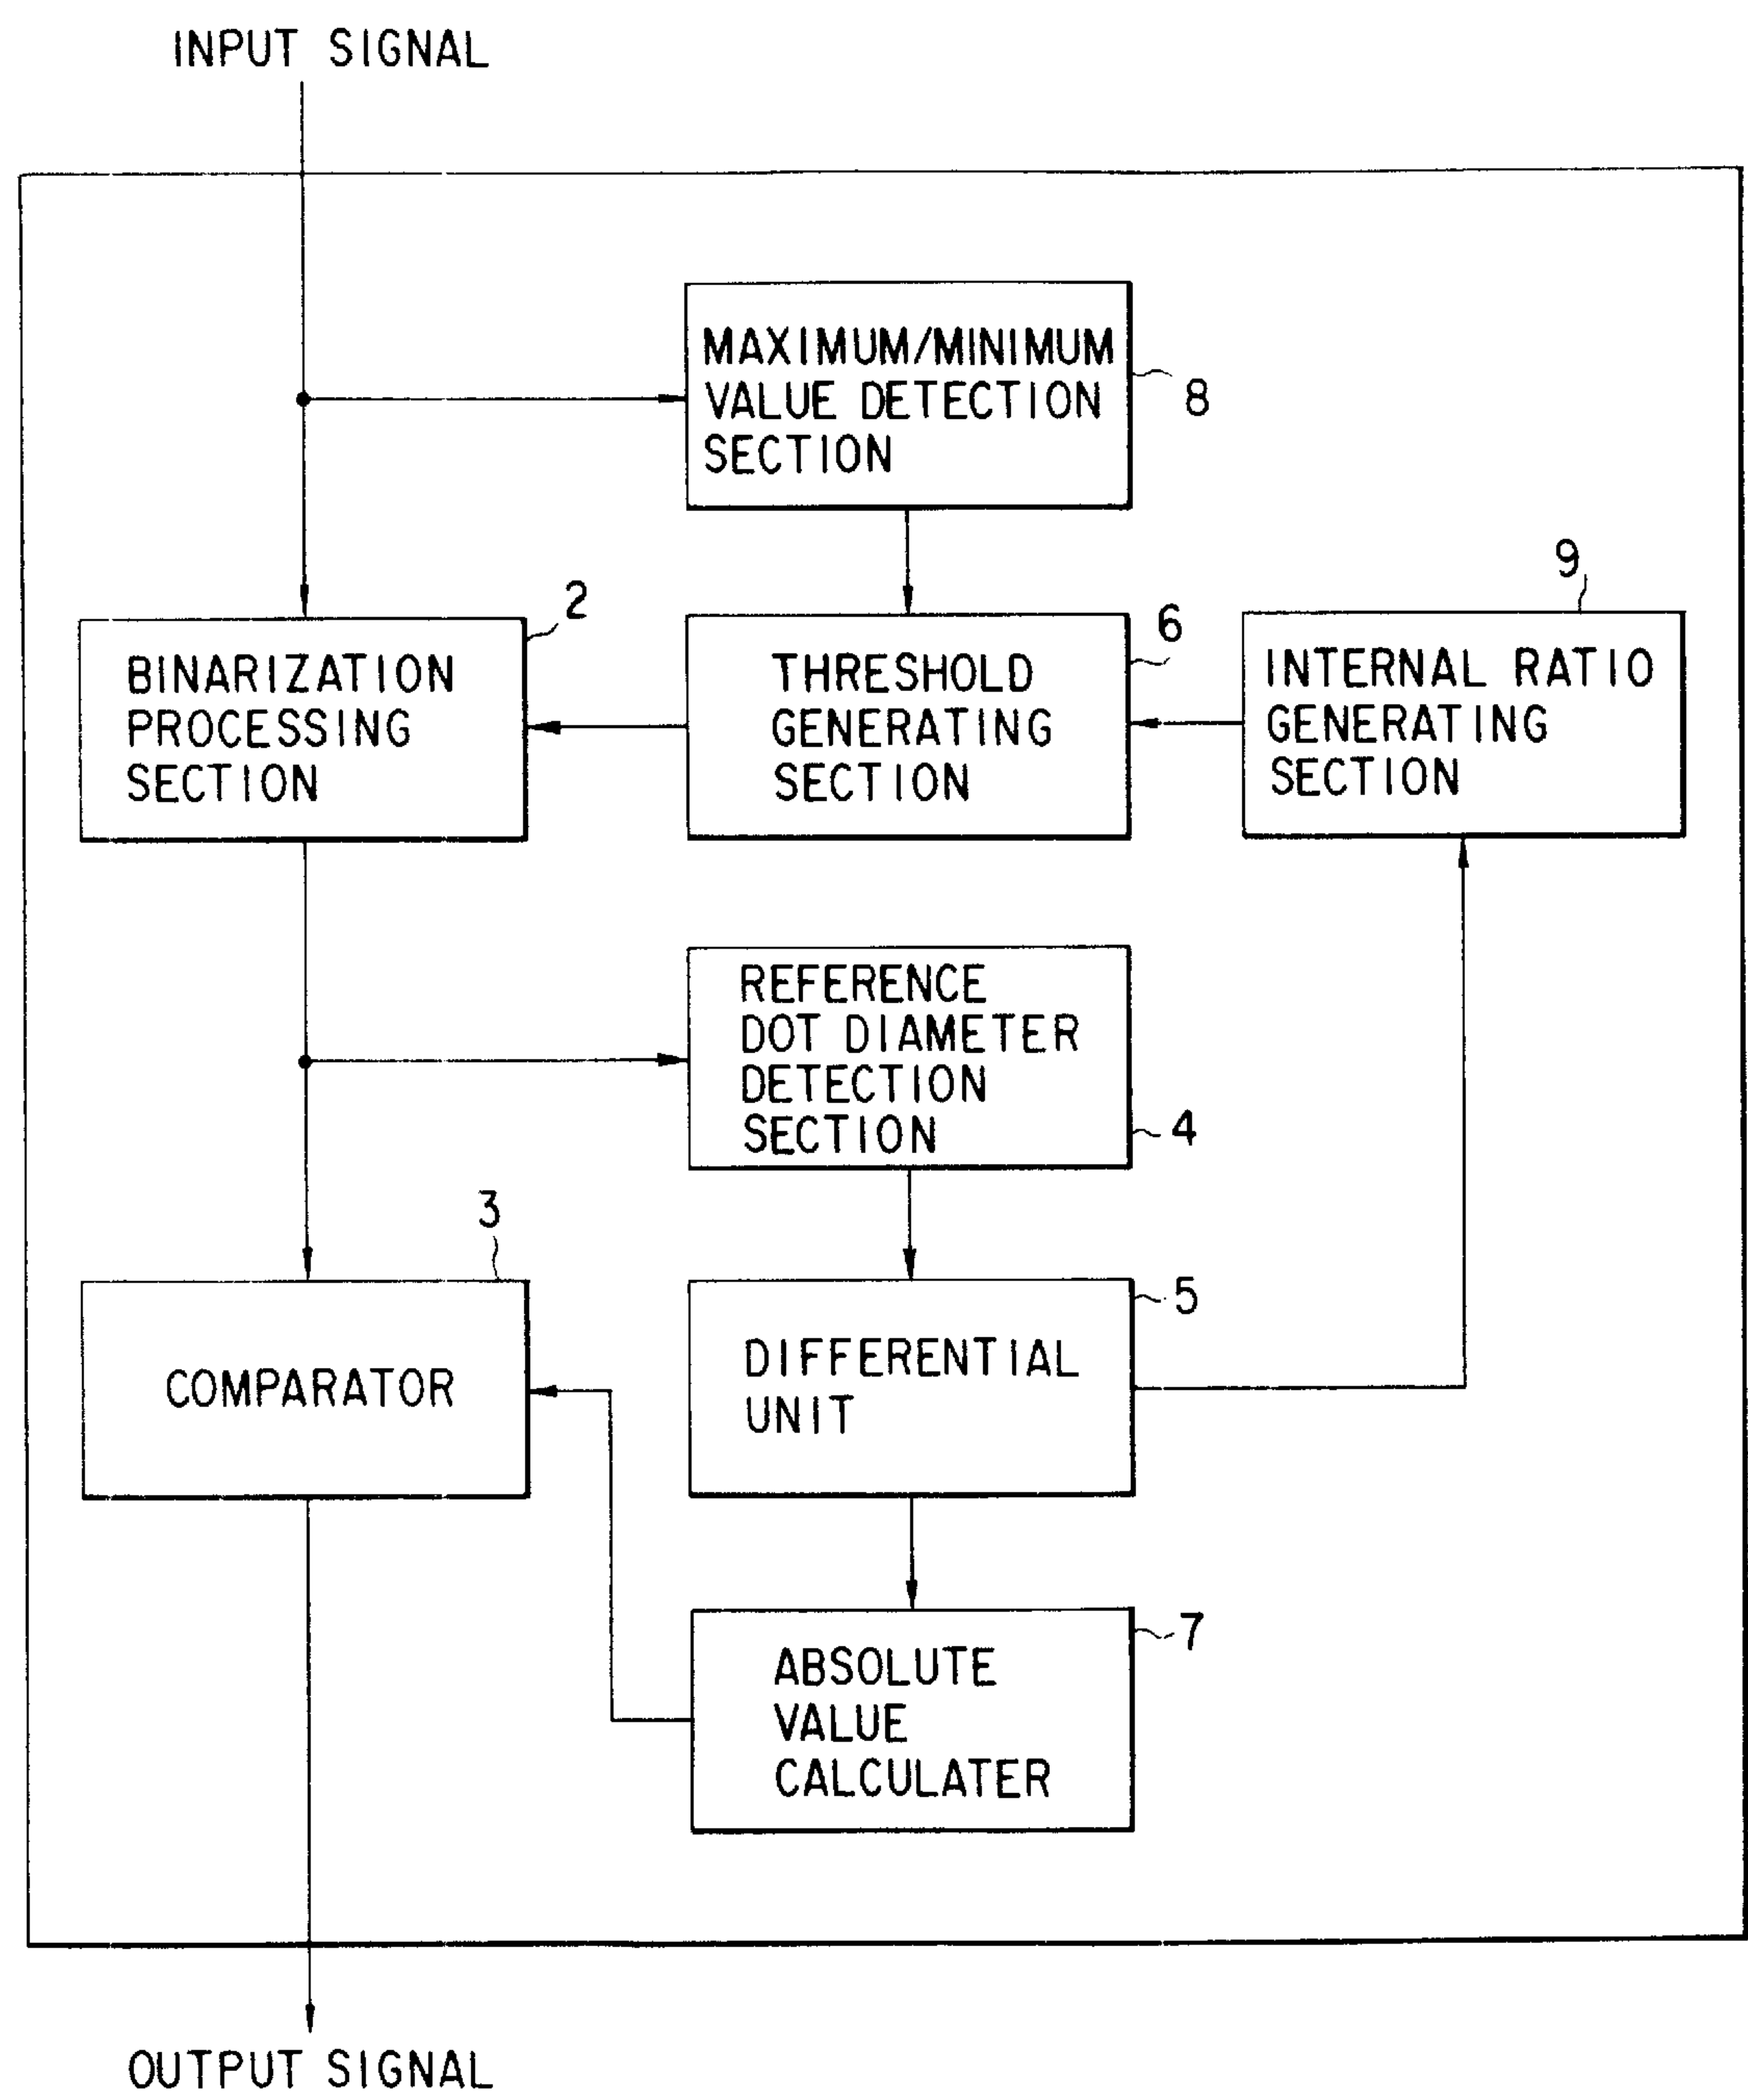 INPUT SIGNAL
MAXIMUM/MINIMUM
VALUE DETECTION
SECTION
8
2
BINARIZATION
PROCESSING
SECTION
6
THRESHOLD
GENERATING
SECTION
9
INTERNAL RATIO
GENERATING
SECTION
REFERENCE
DOT DIAMETER
DETECTION
SECTION
4
3
COMPARATOR
5
DIFFERENTIAL
UNIT
7
ABSOLUTE
VALUE
CALCULATER
OUTPUT SIGNAL